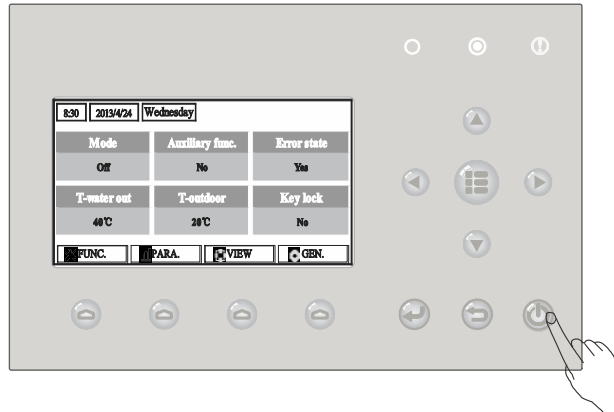 8:30 2013/4/24 Wednesday
Mode Auxiliary func. Error state
Off No Yes
T-water out T-outdoor Key lock
40℃ 20℃ No
FUNC. PARA. VIEW GEN.